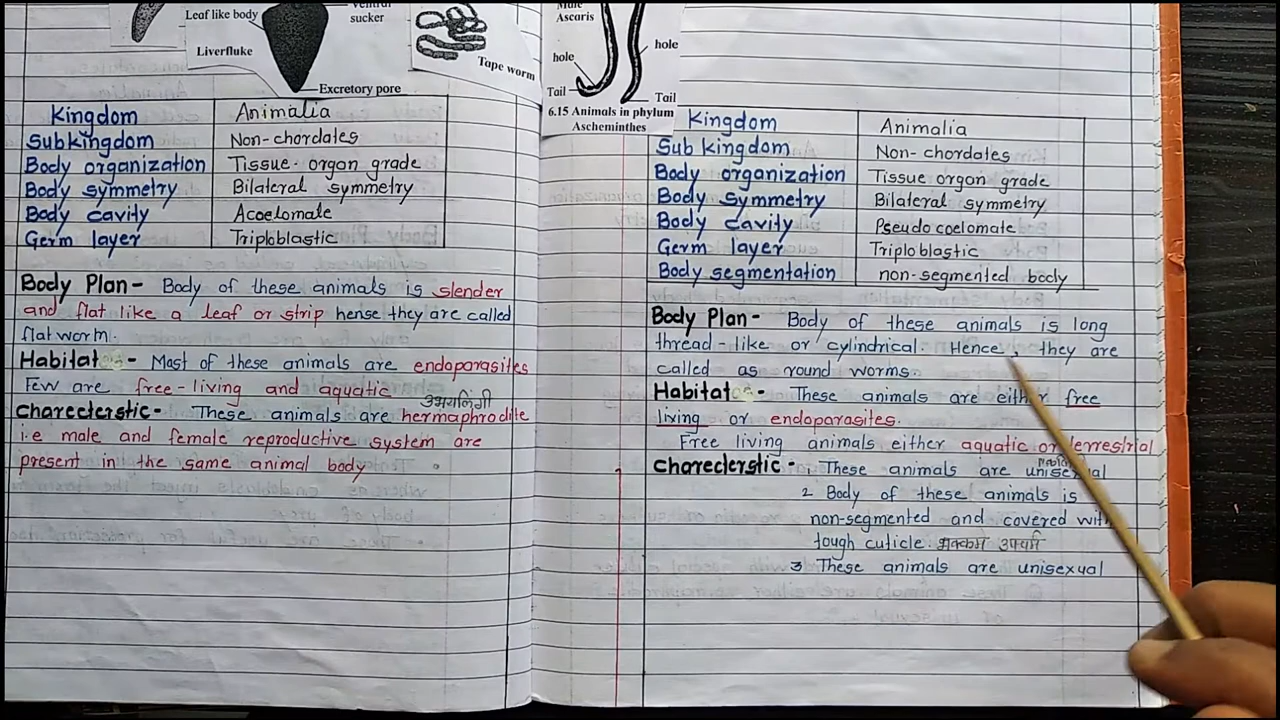 Leaf like body
Ventral
sucker
Liverfluke
Excretory pore
Tape worm
Kingdom Animalia
Subkingdom Non-chordates
Body organization Tissue-organ grade
Body symmetry Bilateral symmetry
Body cavity Acoelomate
Germ layer Triploblastic
Body Plan- Body of these animals is slender
and flat like a leaf or strip hense they are called
flat worm.
Habitat - Most of these animals are endoparasites
Few are free-living and aquatic
उभयलिंगी
Charecterstic- These animals are hermaphrodite
i.e male and female reproductive system are
present in the same animal body
Male
Ascaris
hole
hole
Tail
Tail
6.15 Animals in phylum
Ascheminthes
Kingdom Animalia
Sub kingdom Non-chordates
Body organization Tissue organ grade
Body symmetry Bilateral symmetry
Body cavity Pseudo coelomate
Germ layer Triploblastic
Body segmentation non-segmented body
Body Plan- Body of these animals is long
thread-like or cylindrical. Hence, they are
called as round worms.
Habitat - These animals are either free
living or endoparasites.
Free living animals either aquatic or terrestrial
Charecterstic - 1. These animals are unisexual
2 Body of these animals is
non-segmented and covered with
tough cuticle.
3 These animals are unisexual